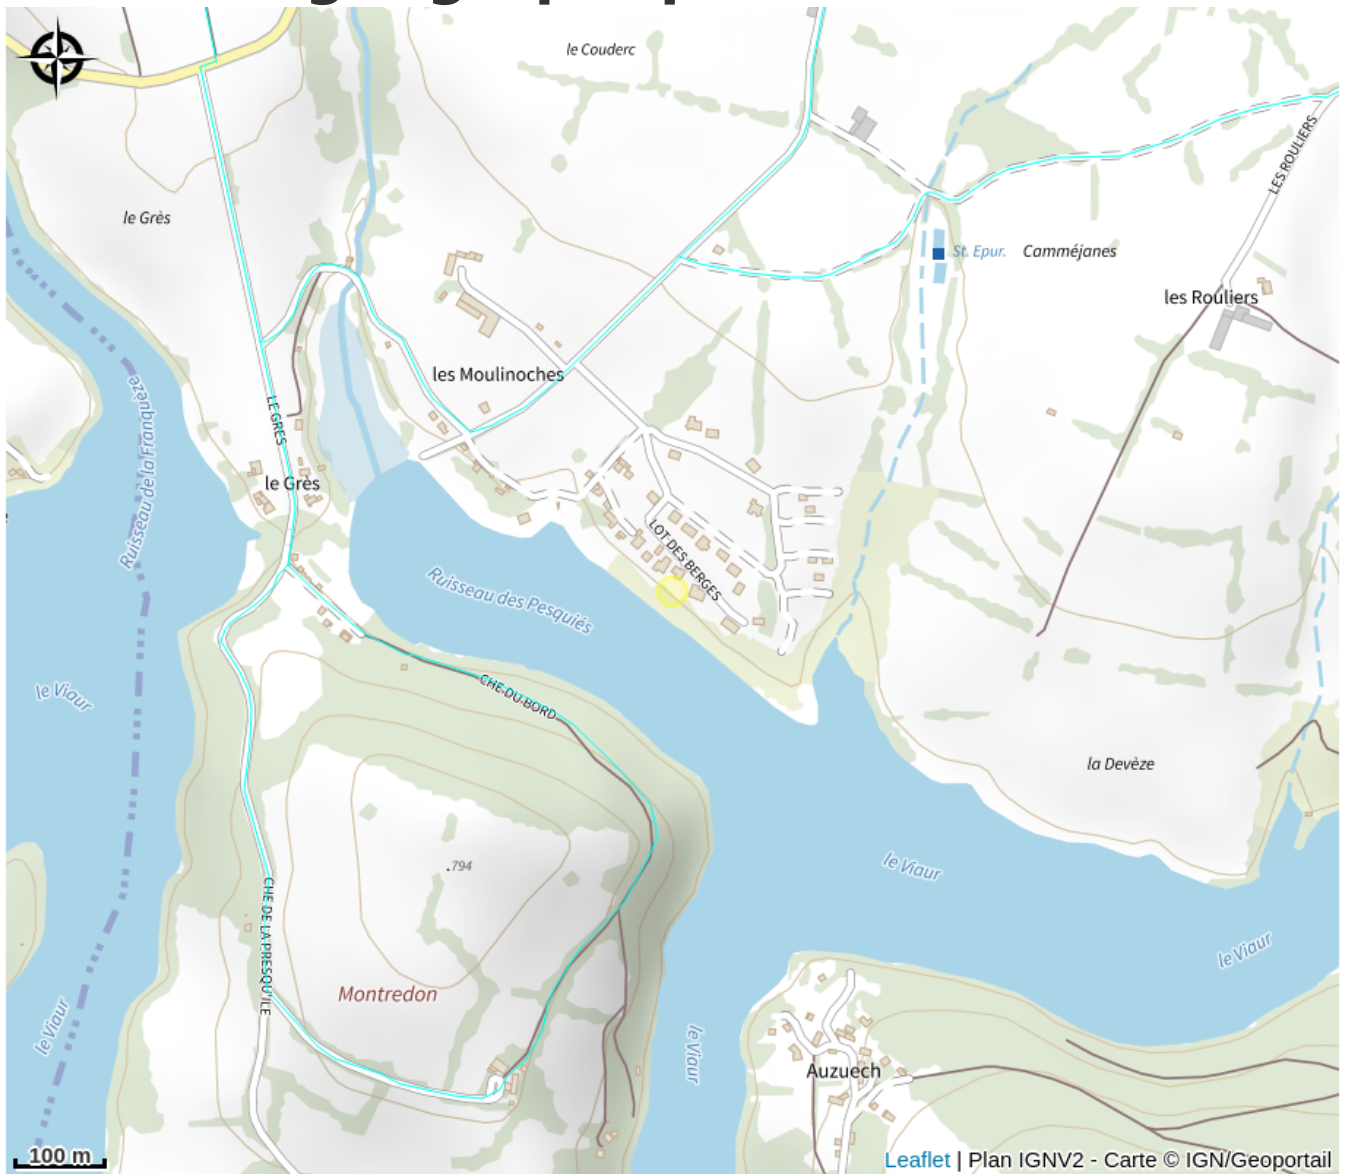 le Couderc
LES ROULIERS
le Grès
St. Epur.
Camméjanes
les Rouliers
Ruisseau de la Franquèze
les Moulinoches
LE GRES
le Grès
LOT DES BERGES
Ruisseau des Pesquiés
le Viaur
CHE DU BORD
la Devèze
.794
le Viaur
CHE DE LA PRESQU'ILE
le Viaur
Montredon
le Viaur
le Viaur
Auzuech
100 m
Leaflet | Plan IGNV2 - Carte © IGN/Geoportail